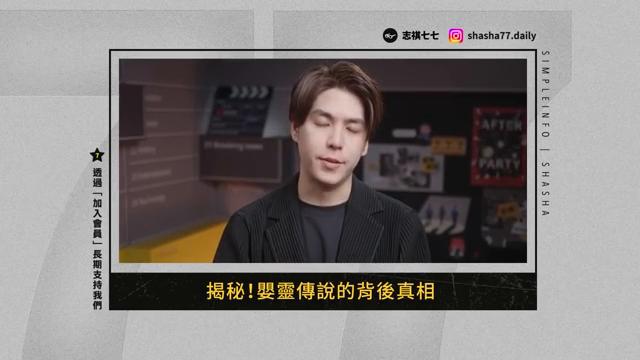 志祺七七
shasha77.daily
SIMPLEINFO | SHASHA
AFTER
PARTY
透過「加入會員」長期支持我們
揭秘！嬰靈傳說的背後真相